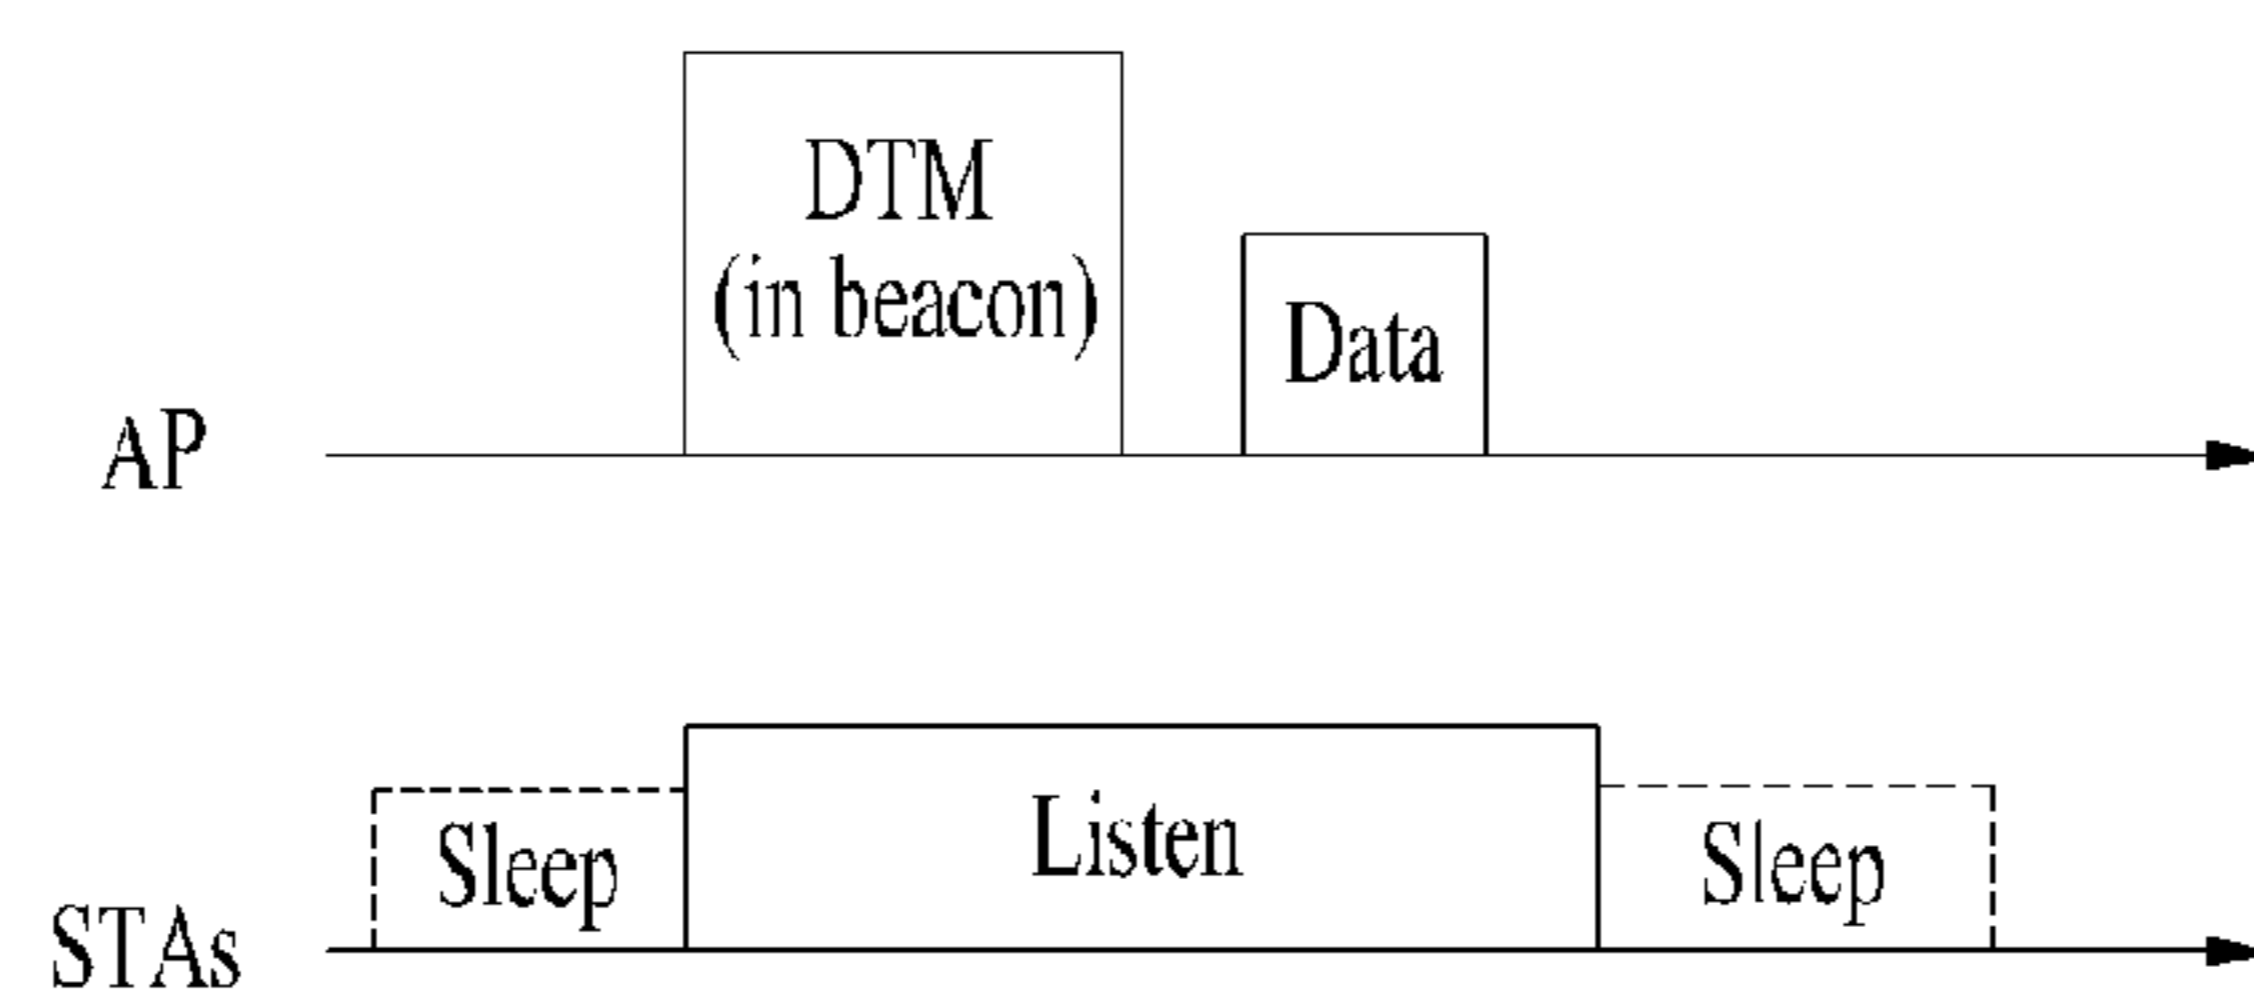 DTM
(in beacon)
Data
AP
Listen
Sleep
Sleep
STAs